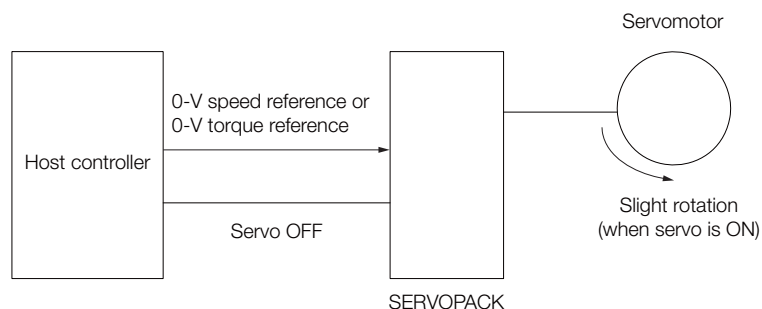 Servomotor
0-V speed reference or
0-V torque reference
Host controller
Servo OFF
Slight rotation
(when servo is ON)
SERVOPACK